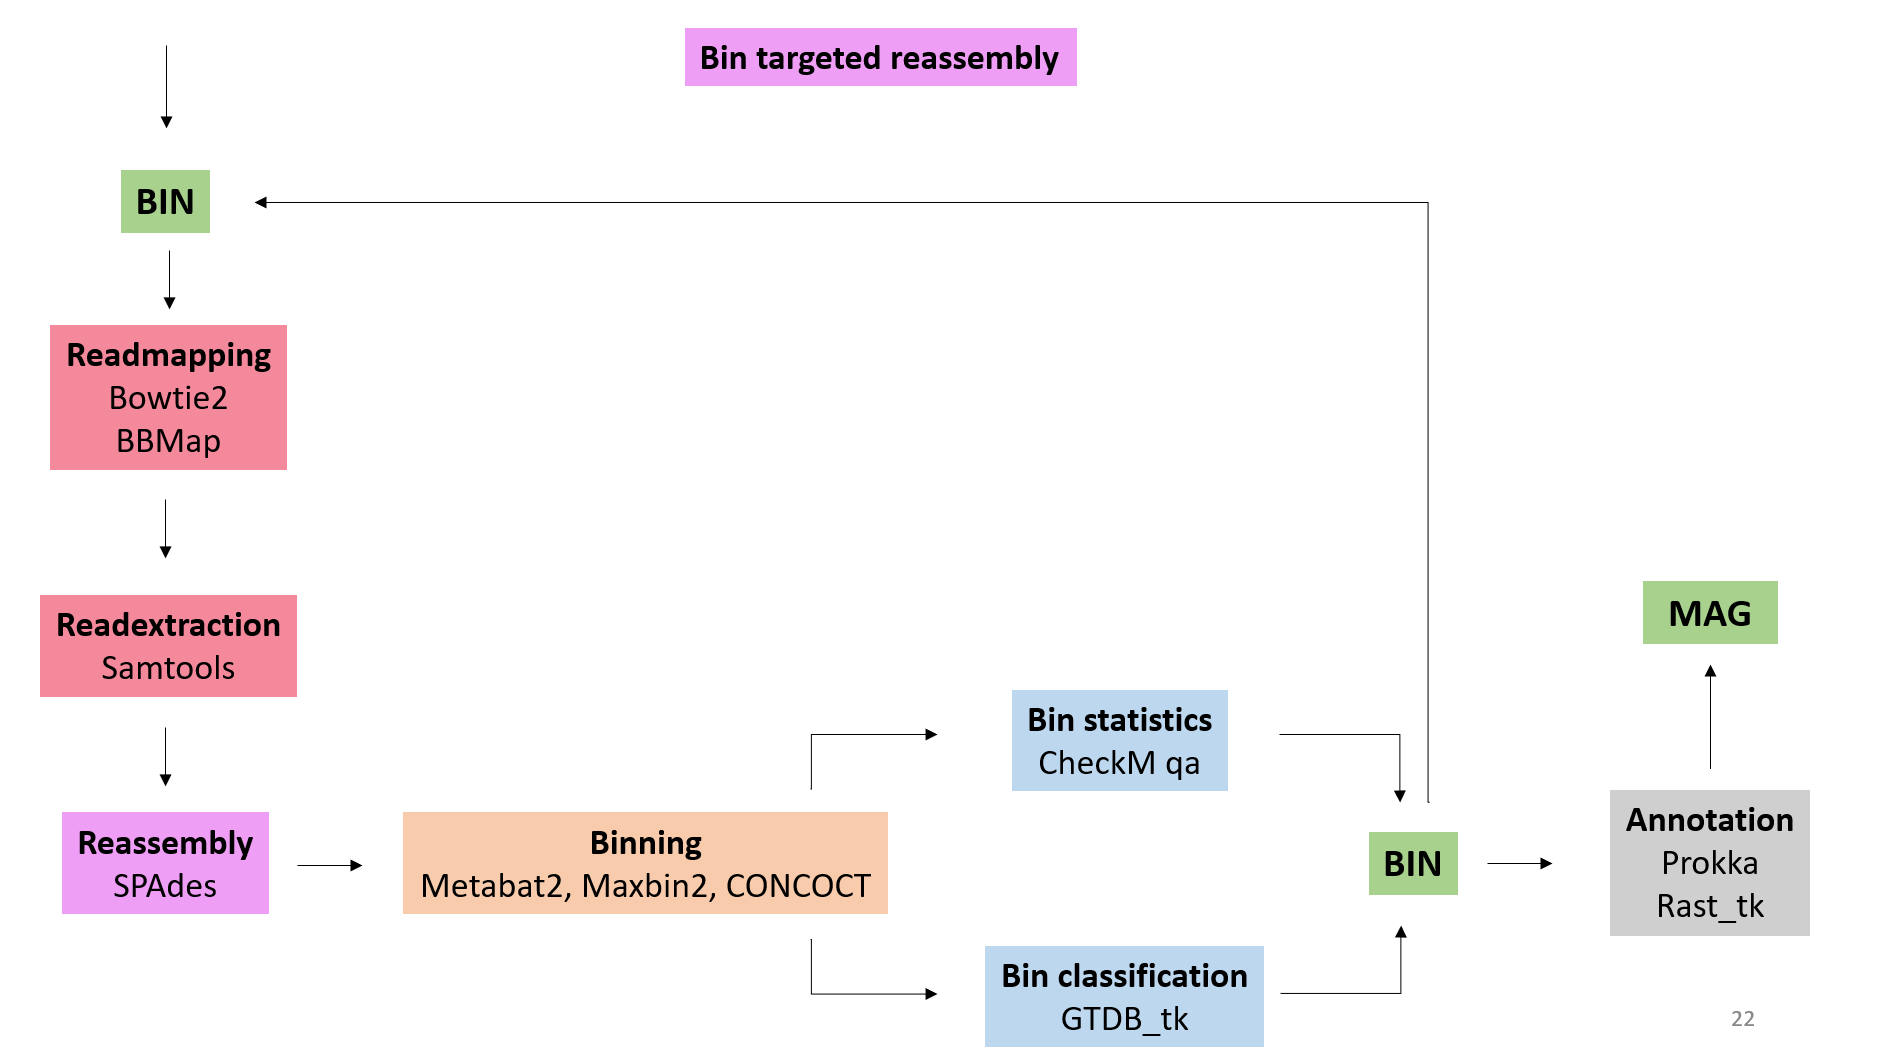 Bin targeted reassembly
BIN
Readmapping
Bowtie2
BBMap
Readextraction
Samtools
Reassembly
SPAdes
Binning
Metabat2, Maxbin2, CONCOCT
Bin statistics
CheckM qa
Bin classification
GTDB_tk
BIN
Annotation
Prokka
Rast_tk
MAG
22